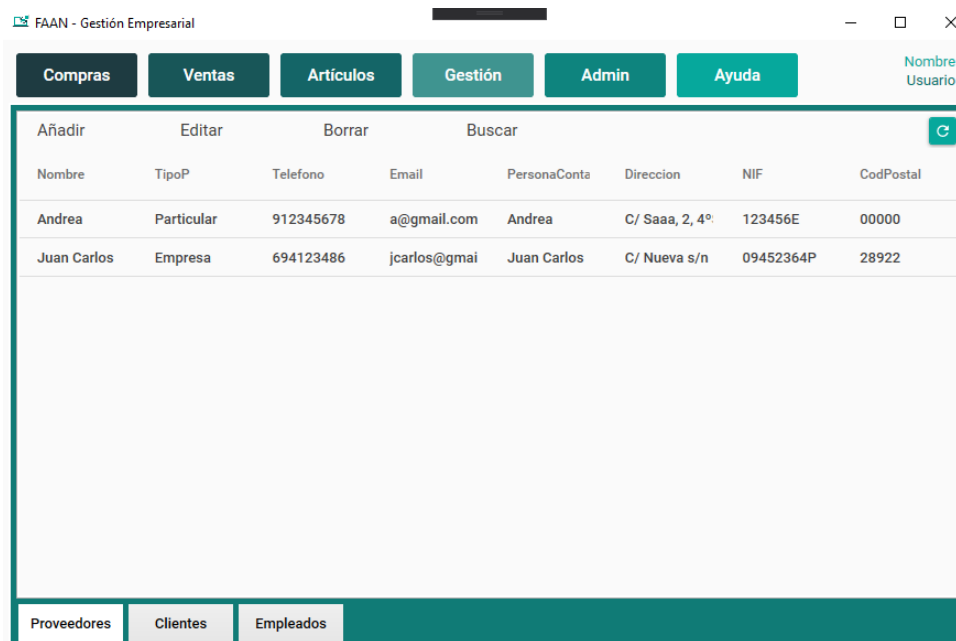 FAAN - Gestión Empresarial
Compras Ventas Artículos Gestión Admin Ayuda
Nombre
Usuario
Añadir Editar Borrar Buscar
Nombre TipoP Telefono Email PersonaConta Direccion NIF CodPostal
Andrea Particular 912345678 a@gmail.com Andrea C/ Saaa, 2, 4º 123456E 00000
Juan Carlos Empresa 694123486 jcarlos@gmai Juan Carlos C/ Nueva s/n 09452364P 28922
Proveedores Clientes Empleados